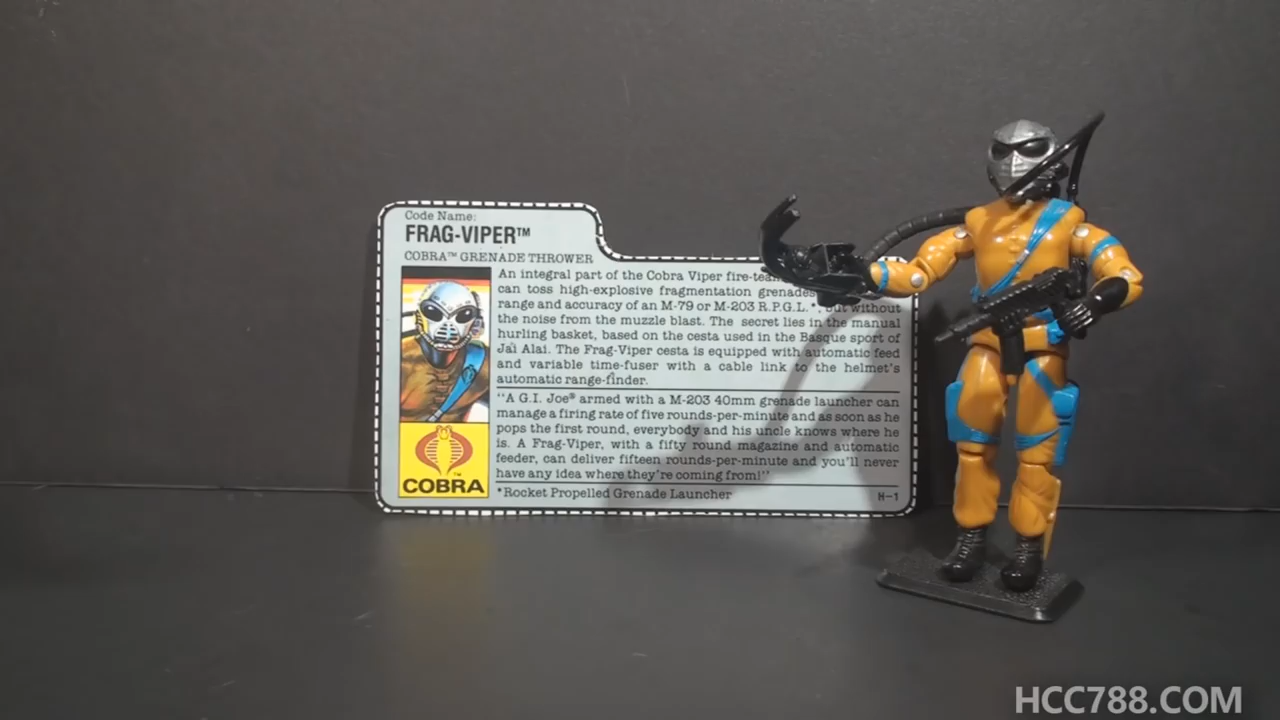 Code Name:
FRAG-VIPER™
COBRA™ GRENADE THROWER
An integral part of the Cobra Viper fire-team
can toss high-explosive fragmentation grenades
range and accuracy of an M-79 or M-203 R.P.G.L.*, but without
the noise from the muzzle blast. The secret lies in the manual
hurling basket, based on the cesta used in the Basque sport of
Jai Alai. The Frag-Viper cesta is equipped with automatic feed
and variable time-fuser with a cable link to the helmet's
automatic range-finder.
"A G.I. Joe® armed with a M-203 40mm grenade launcher can
manage a firing rate of five rounds-per-minute and as soon as he
pops the first round, everybody and his uncle knows where he
is. A Frag-Viper, with a fifty round magazine and automatic
feeder, can deliver fifteen rounds-per-minute and you'll never
have any idea where they're coming from!"
*Rocket Propelled Grenade Launcher
H-1
™
COBRA
HCC788.COM